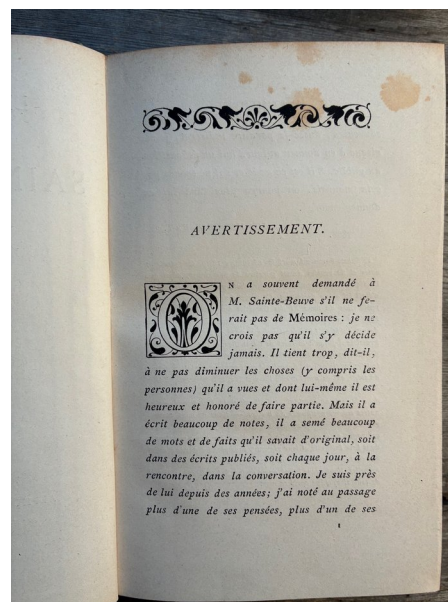 AVERTISSEMENT.
ON a souvent demandé à
M. Sainte-Beuve s'il ne fe-
rait pas de Mémoires : je ne
crois pas qu'il s'y décide
jamais. Il tient trop, dit-il,
à ne pas diminuer les choses (y compris les
personnes) qu'il a vues et dont lui-même il est
heureux et honoré de faire partie. Mais il a
écrit beaucoup de notes, il a semé beaucoup
de mots et de faits qu'il savait d'original, soit
dans des écrits publiés, soit chaque jour, à la
rencontre, dans la conversation. Je suis près
de lui depuis des années; j'ai noté au passage
plus d'une de ses pensées, plus d'un de ses
1